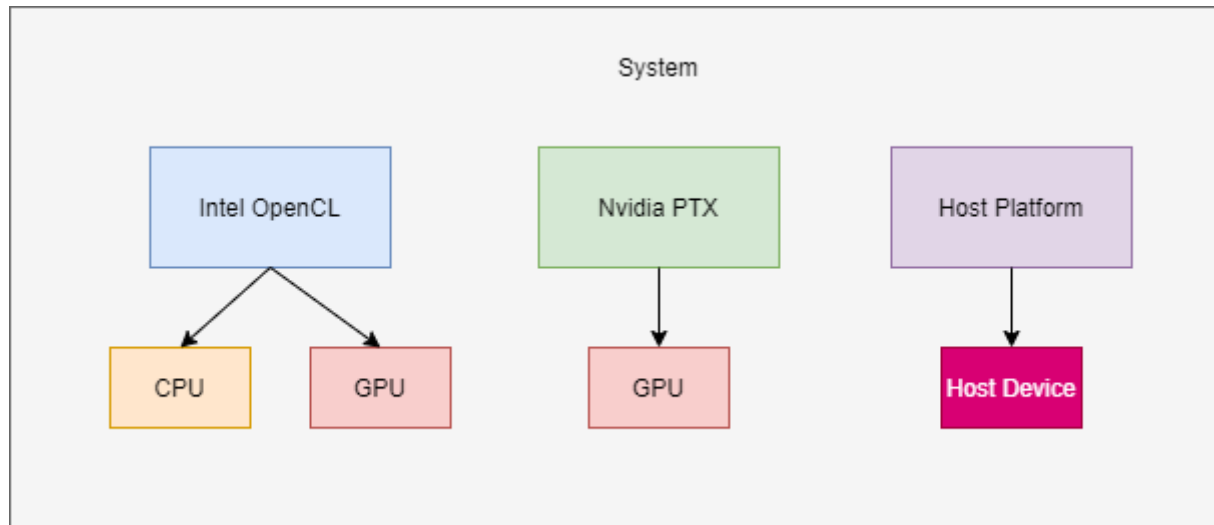 System
Intel OpenCL
Nvidia PTX
Host Platform
CPU
GPU
GPU
Host Device